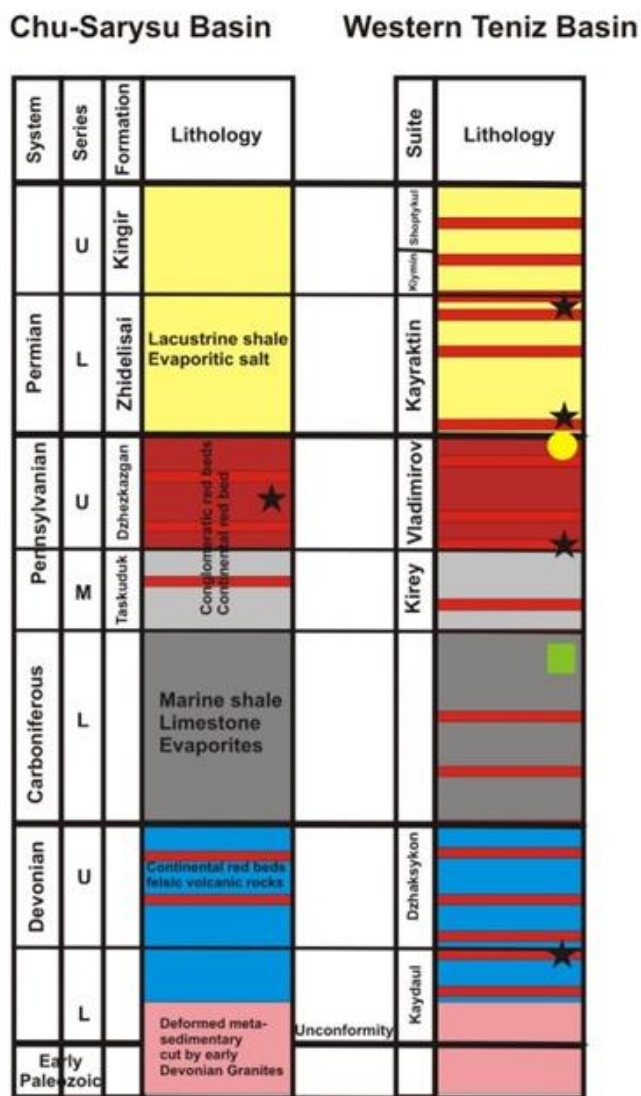 Chu-Sarysu Basin
Western Teniz Basin
System
Series
Formation
Lithology
Suite
Lithology
Permian
U
Kingir
Shoptykul
Kiymin
L
Zhidelisai
Lacustrine shale
Evaporitic salt
Kayraktin
Pennsylvanian
U
Dzhezkazgan
Conglomeratic red beds
Continental red bed
Vladimirov
M
Taskuduk
Kirey
Carboniferous
L
Marine shale
Limestone
Evaporites
Devonian
U
Continental red beds
felsic volcanic rocks
Dzhaksykon
L
Deformed meta-
sedimentary
cut by early
Devonian Granites
Unconformity
Kaydaul
Early
Paleozoic